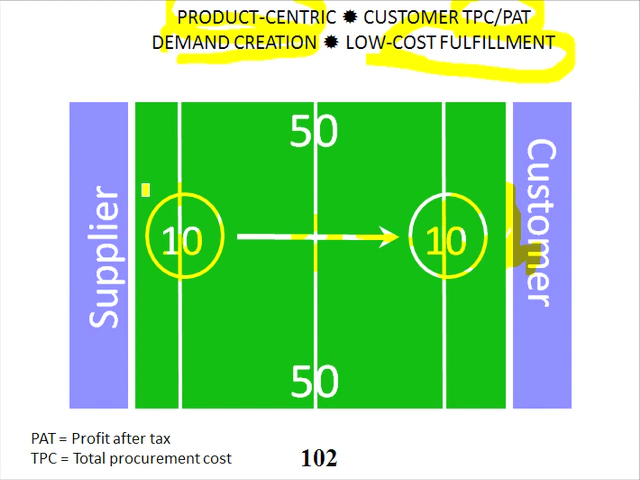 PRODUCT-CENTRIC ✹ CUSTOMER TPC/PAT
DEMAND CREATION ✹ LOW-COST FULFILLMENT
50
Supplier
10
10
Customer
50
PAT = Profit after tax
TPC = Total procurement cost
102